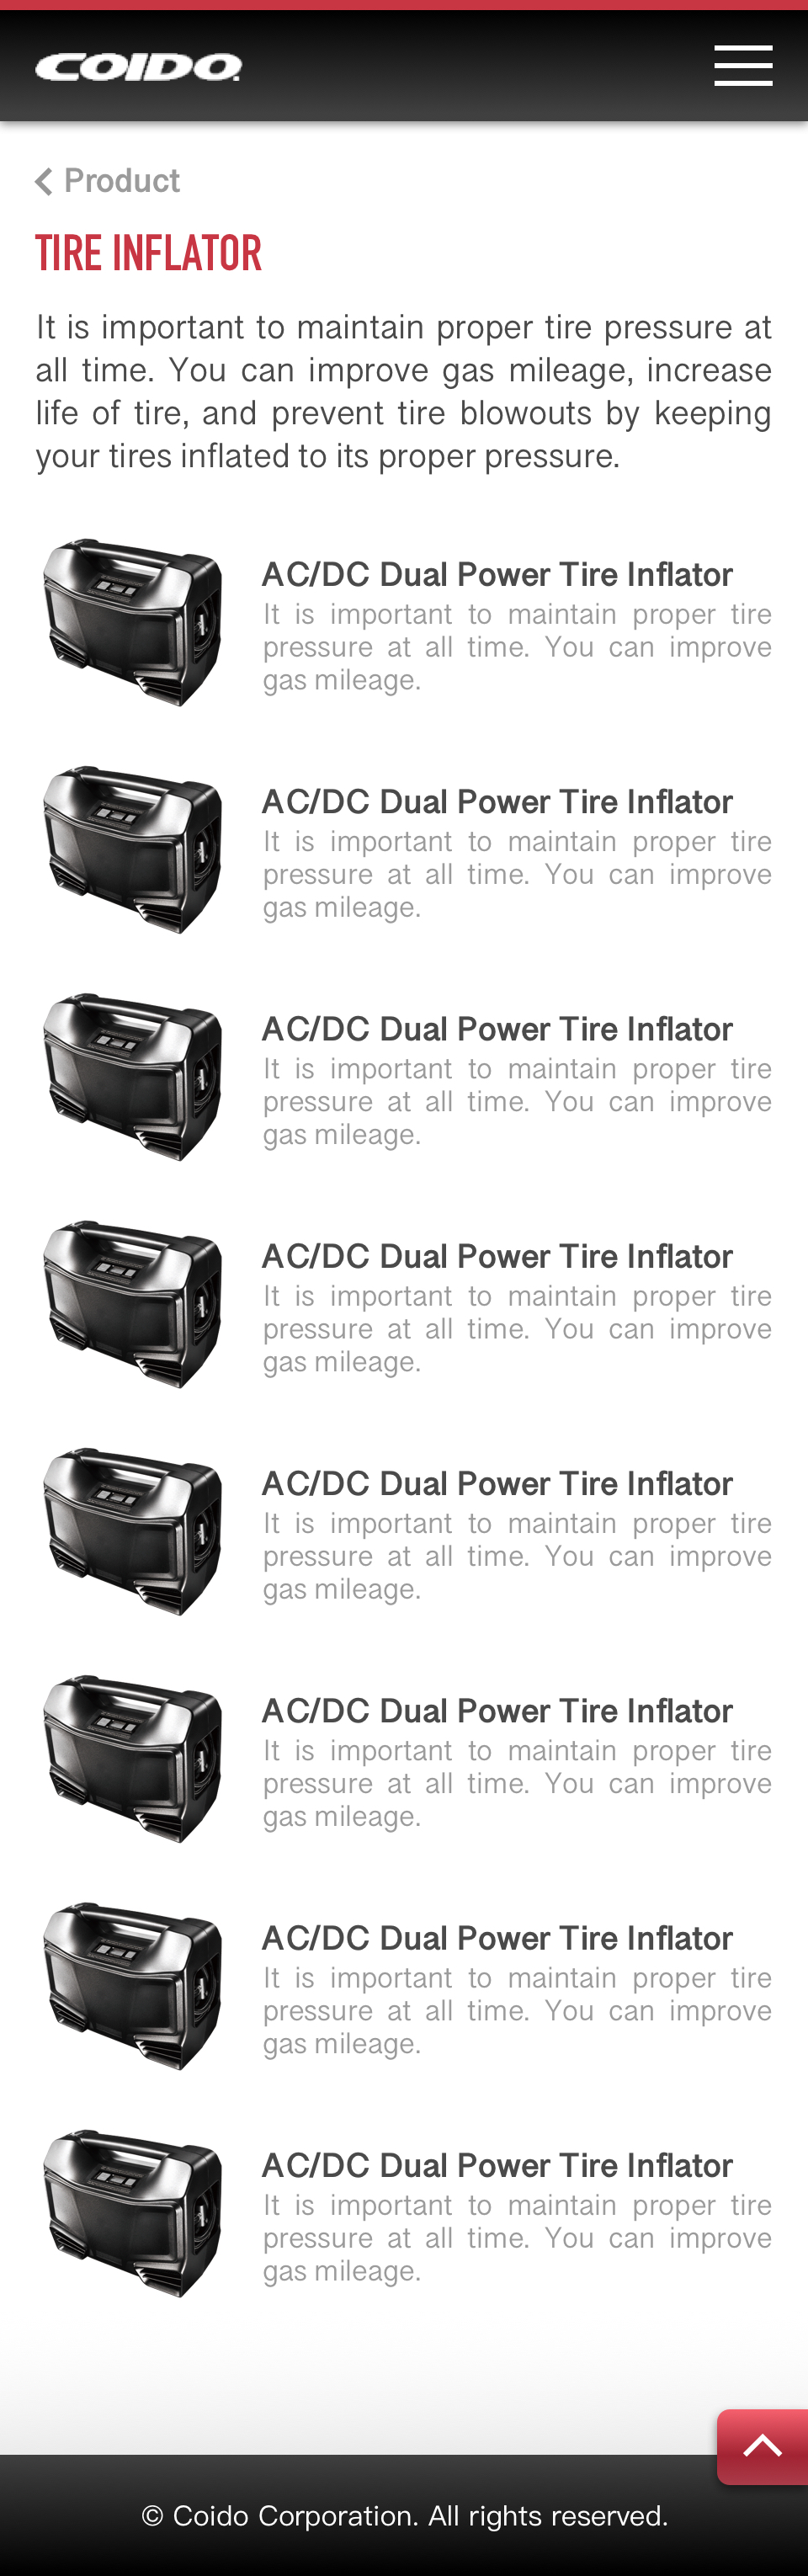 COIDO
Product
TIRE INFLATOR
It is important to maintain proper tire pressure at
all time. You can improve gas mileage, increase
life of tire, and prevent tire blowouts by keeping
your tires inflated to its proper pressure.
AC/DC Dual Power Tire Inflator
It is important to maintain proper tire
pressure at all time. You can improve
gas mileage.
AC/DC Dual Power Tire Inflator
It is important to maintain proper tire
pressure at all time. You can improve
gas mileage.
AC/DC Dual Power Tire Inflator
It is important to maintain proper tire
pressure at all time. You can improve
gas mileage.
AC/DC Dual Power Tire Inflator
It is important to maintain proper tire
pressure at all time. You can improve
gas mileage.
AC/DC Dual Power Tire Inflator
It is important to maintain proper tire
pressure at all time. You can improve
gas mileage.
AC/DC Dual Power Tire Inflator
It is important to maintain proper tire
pressure at all time. You can improve
gas mileage.
AC/DC Dual Power Tire Inflator
It is important to maintain proper tire
pressure at all time. You can improve
gas mileage.
AC/DC Dual Power Tire Inflator
It is important to maintain proper tire
pressure at all time. You can improve
gas mileage.
© Coido Corporation. All rights reserved.